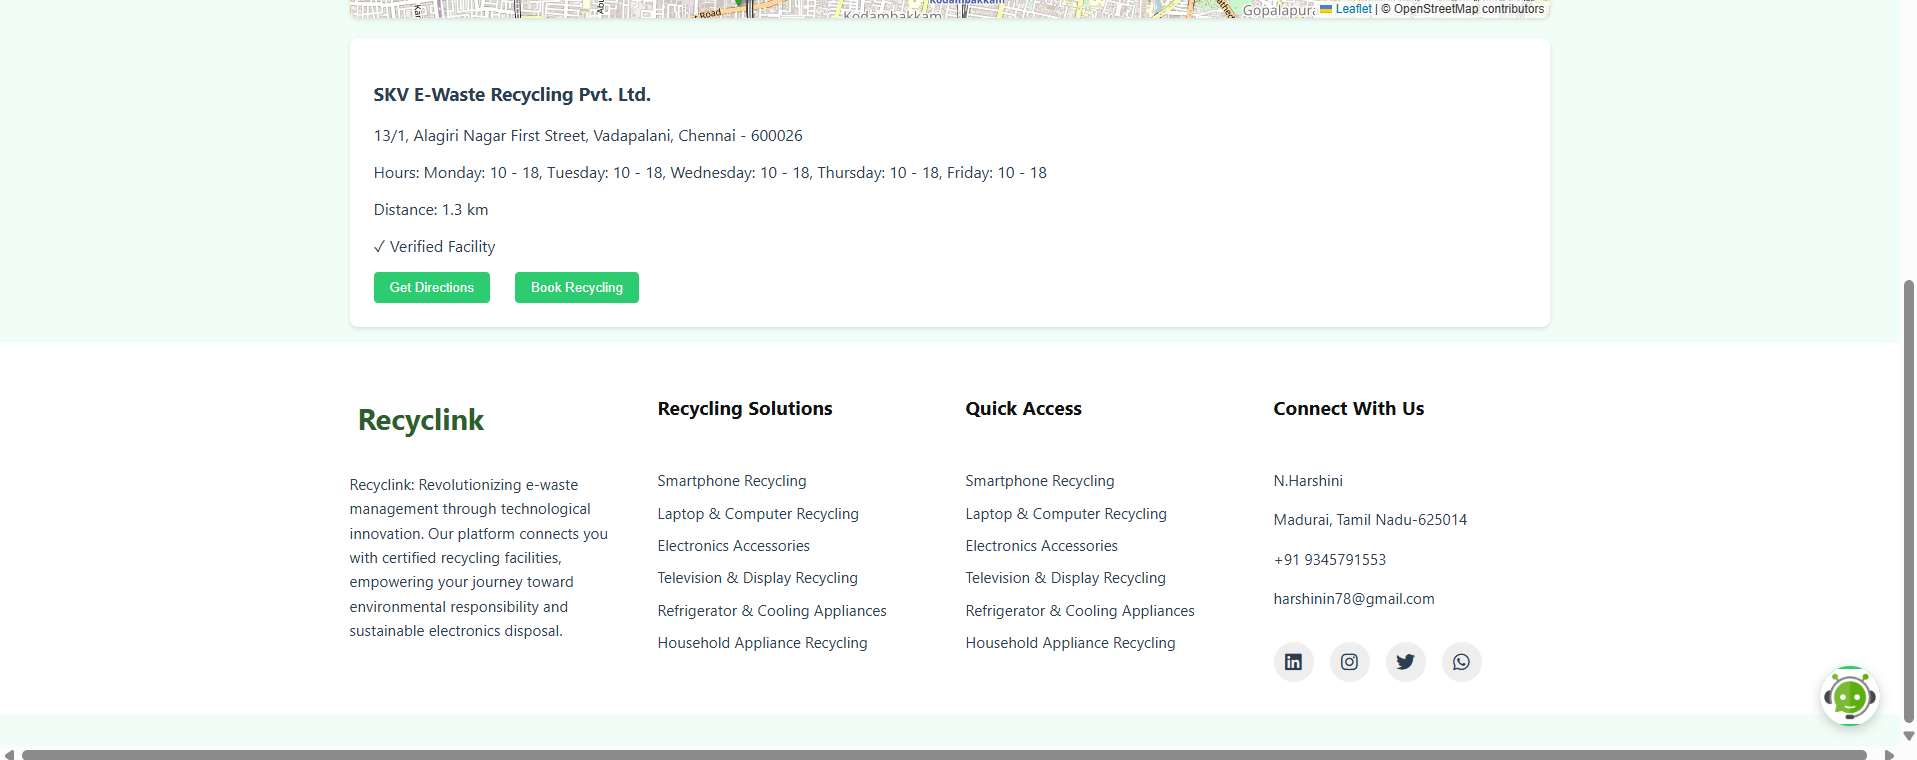 Road
Kodambakkam
Kodambakkam
Leaflet | © OpenStreetMap contributors
SKV E-Waste Recycling Pvt. Ltd.
13/1, Alagiri Nagar First Street, Vadapalani, Chennai - 600026
Hours: Monday: 10 - 18, Tuesday: 10 - 18, Wednesday: 10 - 18, Thursday: 10 - 18, Friday: 10 - 18
Distance: 1.3 km
✓ Verified Facility
Get Directions Book Recycling
Recyclink
Recyclink: Revolutionizing e-waste
management through technological
innovation. Our platform connects you
with certified recycling facilities,
empowering your journey toward
environmental responsibility and
sustainable electronics disposal.
Recycling Solutions
Smartphone Recycling
Laptop & Computer Recycling
Electronics Accessories
Television & Display Recycling
Refrigerator & Cooling Appliances
Household Appliance Recycling
Quick Access
Smartphone Recycling
Laptop & Computer Recycling
Electronics Accessories
Television & Display Recycling
Refrigerator & Cooling Appliances
Household Appliance Recycling
Connect With Us
N.Harshini
Madurai, Tamil Nadu-625014
+91 9345791553
harshinin78@gmail.com